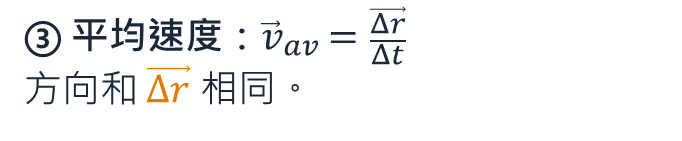 ③ 平均速度：$\vec{v}_{av} = \frac{\overrightarrow{\Delta r}}{\Delta t}$
方向和 $\overrightarrow{\Delta r}$ 相同。